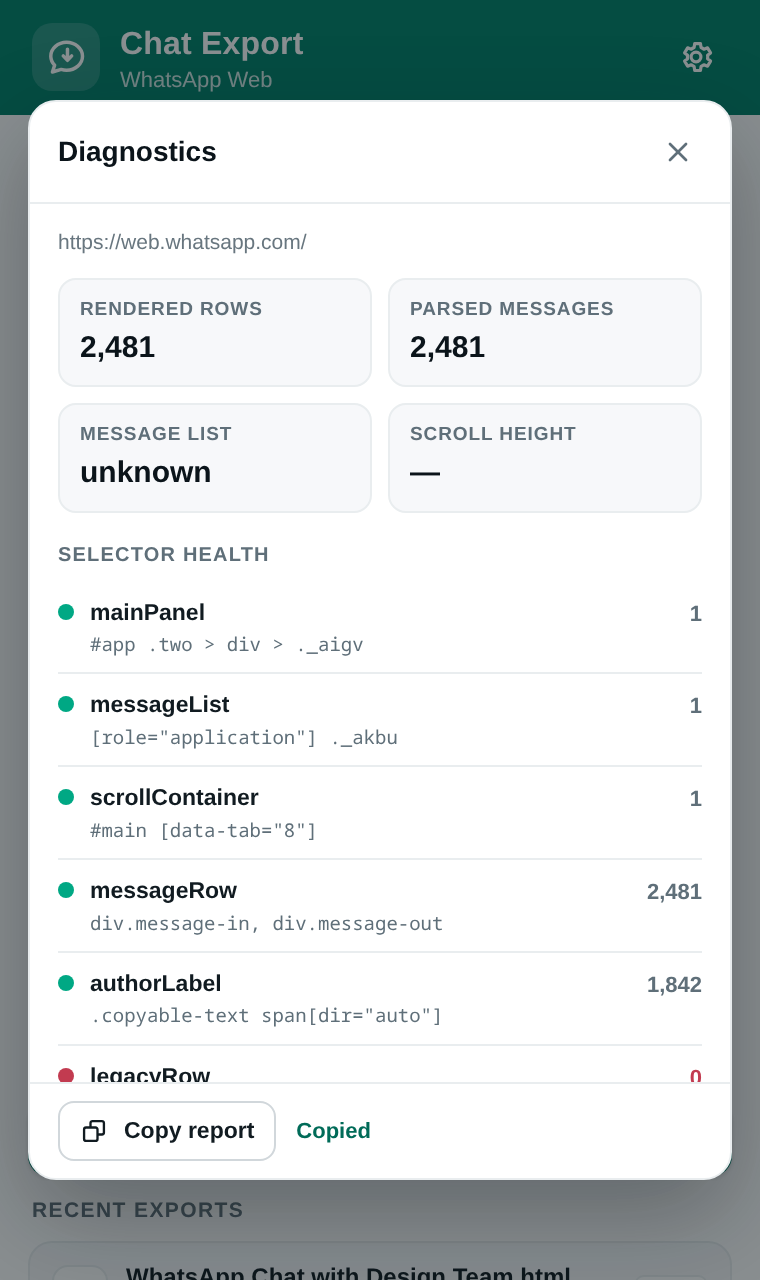 Chat Export
WhatsApp Web
Diagnostics
https://web.whatsapp.com/
RENDERED ROWS
2,481
PARSED MESSAGES
2,481
MESSAGE LIST
unknown
SCROLL HEIGHT
—
SELECTOR HEALTH
mainPanel 1
#app .two > div > ._aigv
messageList 1
[role="application"] ._akbu
scrollContainer 1
#main [data-tab="8"]
messageRow 2,481
div.message-in, div.message-out
authorLabel 1,842
.copyable-text span[dir="auto"]
legacyRow 0
Copy report Copied
RECENT EXPORTS
WhatsApp Chat with Design Team.html